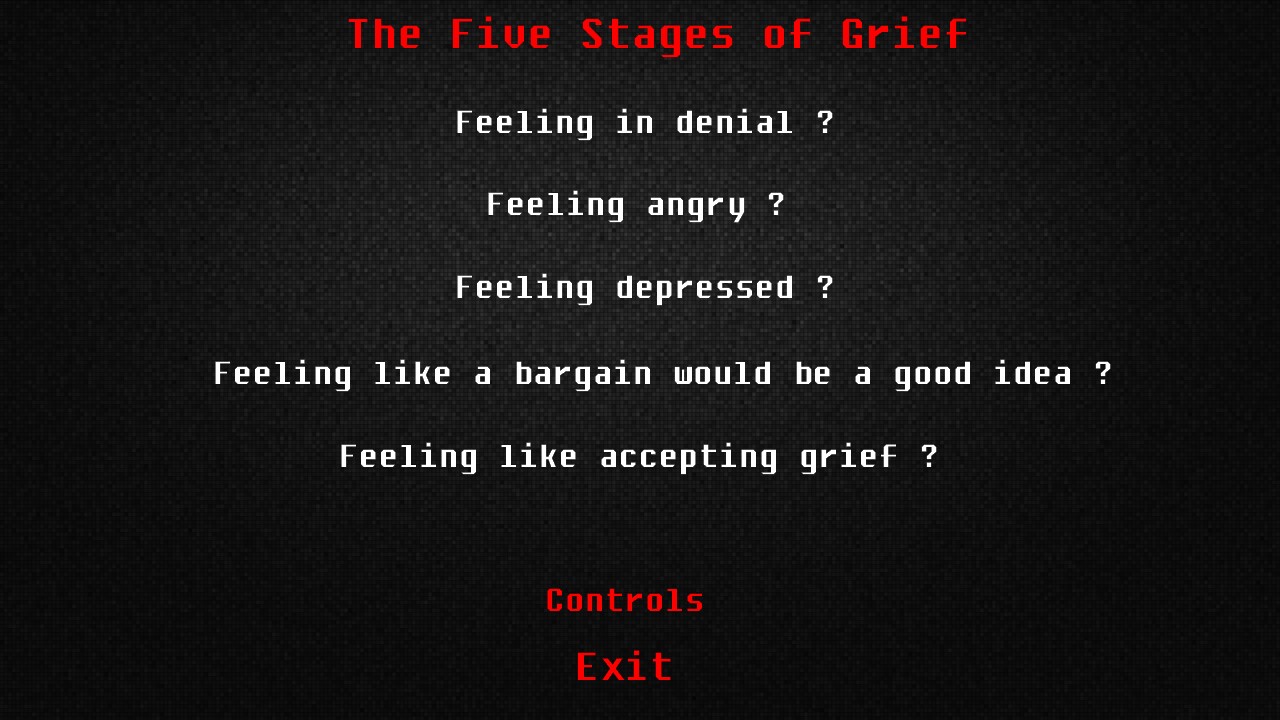 The Five Stages of Grief
Feeling in denial ?
Feeling angry ?
Feeling depressed ?
Feeling like a bargain would be a good idea ?
Feeling like accepting grief ?
Controls
Exit